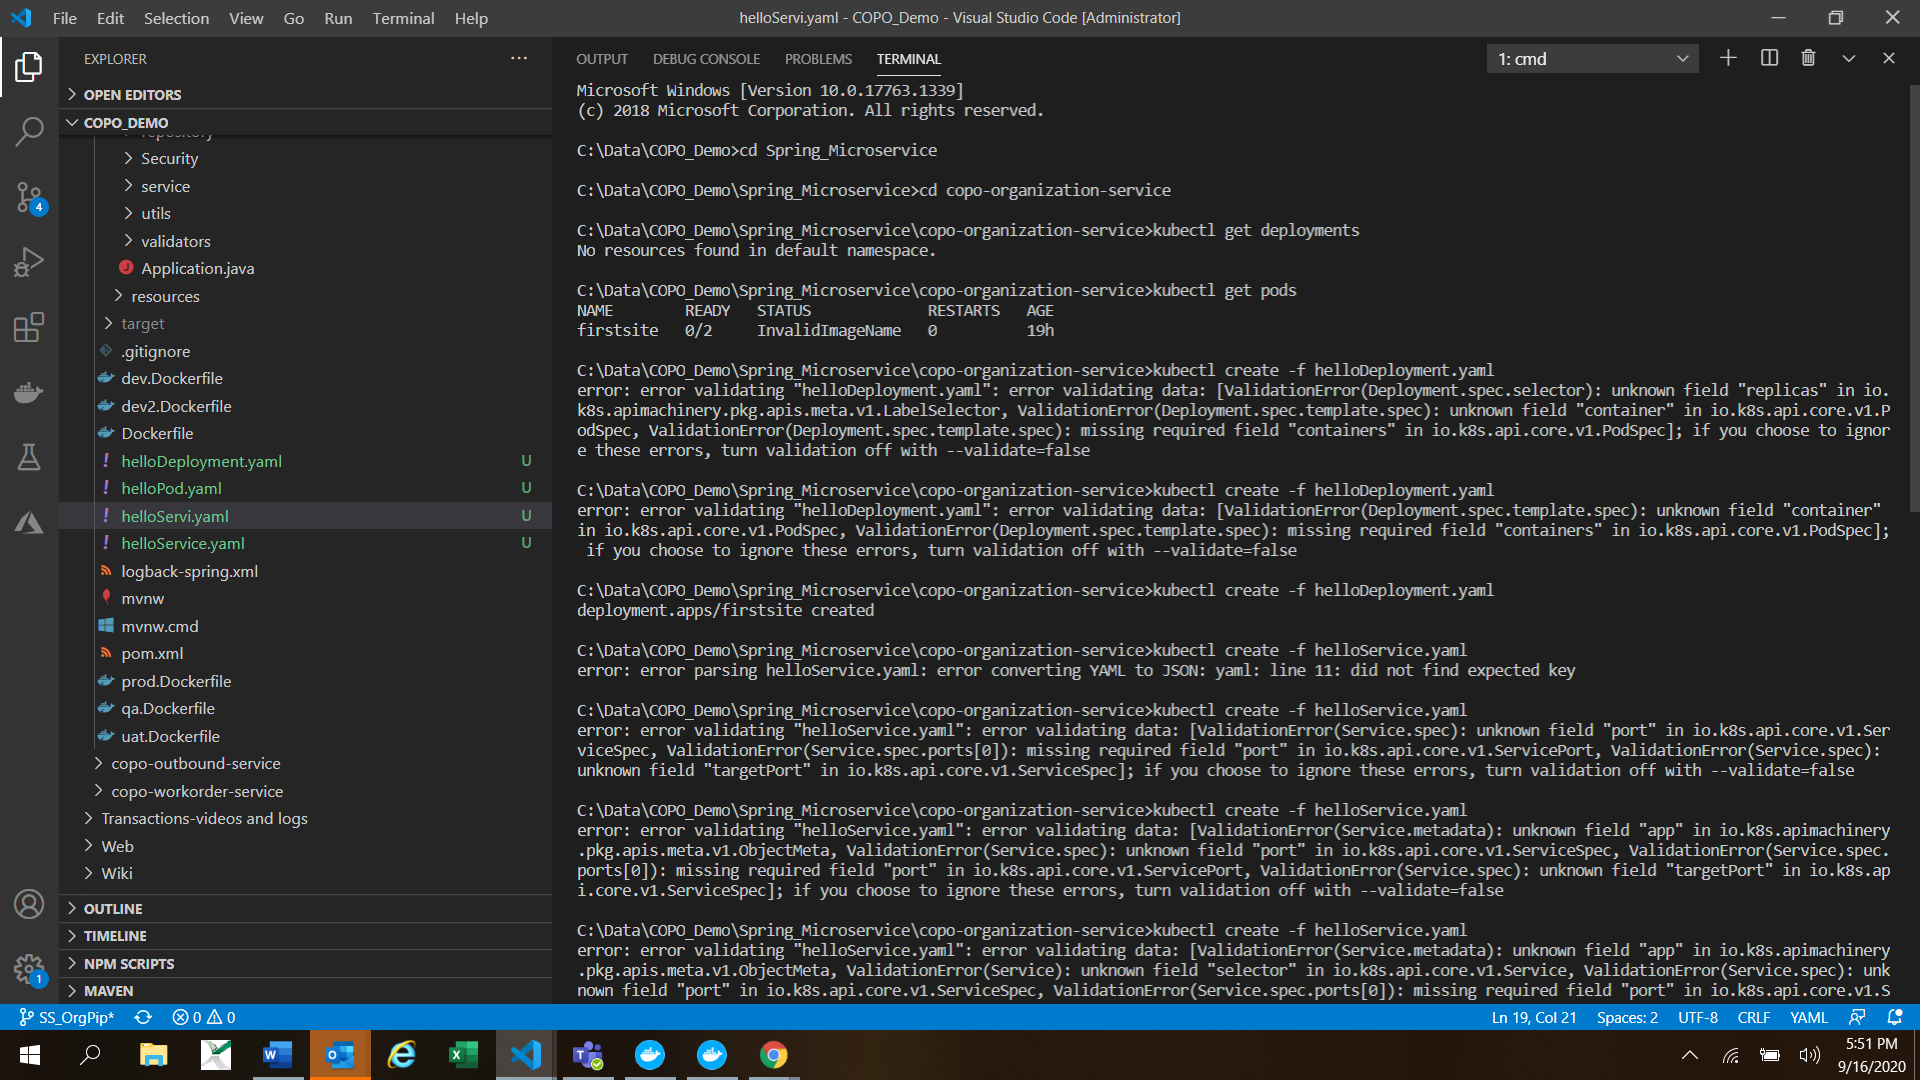 File Edit Selection View Go Run Terminal Help
helloServi.yaml - COPO_Demo - Visual Studio Code [Administrator]
EXPLORER
OPEN EDITORS
COPO_DEMO
repository
Security
service
utils
validators
Application.java
resources
target
.gitignore
dev.Dockerfile
dev2.Dockerfile
Dockerfile
helloDeployment.yaml U
helloPod.yaml U
helloServi.yaml U
helloService.yaml U
logback-spring.xml
mvnw
mvnw.cmd
pom.xml
prod.Dockerfile
qa.Dockerfile
uat.Dockerfile
copo-outbound-service
copo-workorder-service
Transactions-videos and logs
Web
Wiki
OUTLINE
TIMELINE
NPM SCRIPTS
MAVEN
4
1
OUTPUT DEBUG CONSOLE PROBLEMS TERMINAL
1: cmd
Microsoft Windows [Version 10.0.17763.1339]
(c) 2018 Microsoft Corporation. All rights reserved.
C:\Data\COPO_Demo>cd Spring_Microservice
C:\Data\COPO_Demo\Spring_Microservice>cd copo-organization-service
C:\Data\COPO_Demo\Spring_Microservice\copo-organization-service>kubectl get deployments
No resources found in default namespace.
C:\Data\COPO_Demo\Spring_Microservice\copo-organization-service>kubectl get pods
NAME READY STATUS RESTARTS AGE
firstsite 0/2 InvalidImageName 0 19h
C:\Data\COPO_Demo\Spring_Microservice\copo-organization-service>kubectl create -f helloDeployment.yaml
error: error validating "helloDeployment.yaml": error validating data: [ValidationError(Deployment.spec.selector): unknown field "replicas" in io.
k8s.apimachinery.pkg.apis.meta.v1.LabelSelector, ValidationError(Deployment.spec.template.spec): unknown field "container" in io.k8s.api.core.v1.P
odSpec, ValidationError(Deployment.spec.template.spec): missing required field "containers" in io.k8s.api.core.v1.PodSpec]; if you choose to ignor
e these errors, turn validation off with --validate=false
C:\Data\COPO_Demo\Spring_Microservice\copo-organization-service>kubectl create -f helloDeployment.yaml
error: error validating "helloDeployment.yaml": error validating data: [ValidationError(Deployment.spec.template.spec): unknown field "container"
in io.k8s.api.core.v1.PodSpec, ValidationError(Deployment.spec.template.spec): missing required field "containers" in io.k8s.api.core.v1.PodSpec];
if you choose to ignore these errors, turn validation off with --validate=false
C:\Data\COPO_Demo\Spring_Microservice\copo-organization-service>kubectl create -f helloDeployment.yaml
deployment.apps/firstsite created
C:\Data\COPO_Demo\Spring_Microservice\copo-organization-service>kubectl create -f helloService.yaml
error: error parsing helloService.yaml: error converting YAML to JSON: yaml: line 11: did not find expected key
C:\Data\COPO_Demo\Spring_Microservice\copo-organization-service>kubectl create -f helloService.yaml
error: error validating "helloService.yaml": error validating data: [ValidationError(Service.spec): unknown field "port" in io.k8s.api.core.v1.Ser
viceSpec, ValidationError(Service.spec.ports[0]): missing required field "port" in io.k8s.api.core.v1.ServicePort, ValidationError(Service.spec):
unknown field "targetPort" in io.k8s.api.core.v1.ServiceSpec]; if you choose to ignore these errors, turn validation off with --validate=false
C:\Data\COPO_Demo\Spring_Microservice\copo-organization-service>kubectl create -f helloService.yaml
error: error validating "helloService.yaml": error validating data: [ValidationError(Service.metadata): unknown field "app" in io.k8s.apimachinery
.pkg.apis.meta.v1.ObjectMeta, ValidationError(Service.spec): unknown field "port" in io.k8s.api.core.v1.ServiceSpec, ValidationError(Service.spec.
ports[0]): missing required field "port" in io.k8s.api.core.v1.ServicePort, ValidationError(Service.spec): unknown field "targetPort" in io.k8s.ap
i.core.v1.ServiceSpec]; if you choose to ignore these errors, turn validation off with --validate=false
C:\Data\COPO_Demo\Spring_Microservice\copo-organization-service>kubectl create -f helloService.yaml
error: error validating "helloService.yaml": error validating data: [ValidationError(Service.metadata): unknown field "app" in io.k8s.apimachinery
.pkg.apis.meta.v1.ObjectMeta, ValidationError(Service): unknown field "selector" in io.k8s.api.core.v1.Service, ValidationError(Service.spec): unk
nown field "port" in io.k8s.api.core.v1.ServiceSpec, ValidationError(Service.spec.ports[0]): missing required field "port" in io.k8s.api.core.v1.S
SS_OrgPip* 0 0 Ln 19, Col 21 Spaces: 2 UTF-8 CRLF YAML
5:51 PM
9/16/2020